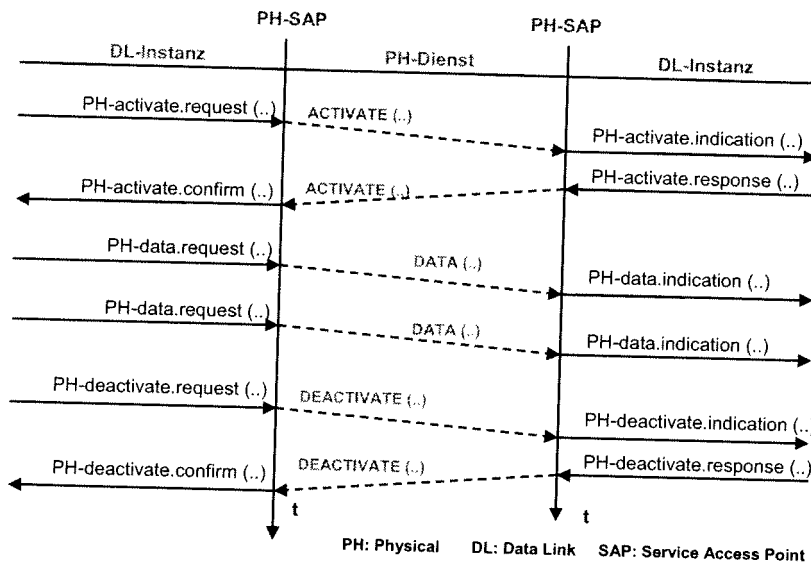 PH-SAP PH-SAP
DL-Instanz PH-Dienst DL-Instanz
PH-activate.request (..) ACTIVATE (..) PH-activate.indication (..)
PH-activate.confirm (..) ACTIVATE (..) PH-activate.response (..)
PH-data.request (..) DATA (..) PH-data.indication (..)
PH-data.request (..) DATA (..) PH-data.indication (..)
PH-deactivate.request (..) DEACTIVATE (..) PH-deactivate.indication (..
PH-deactivate.confirm (..) DEACTIVATE (..) PH-deactivate.response (..)
t t
PH: Physical DL: Data Link SAP: Service Access Point